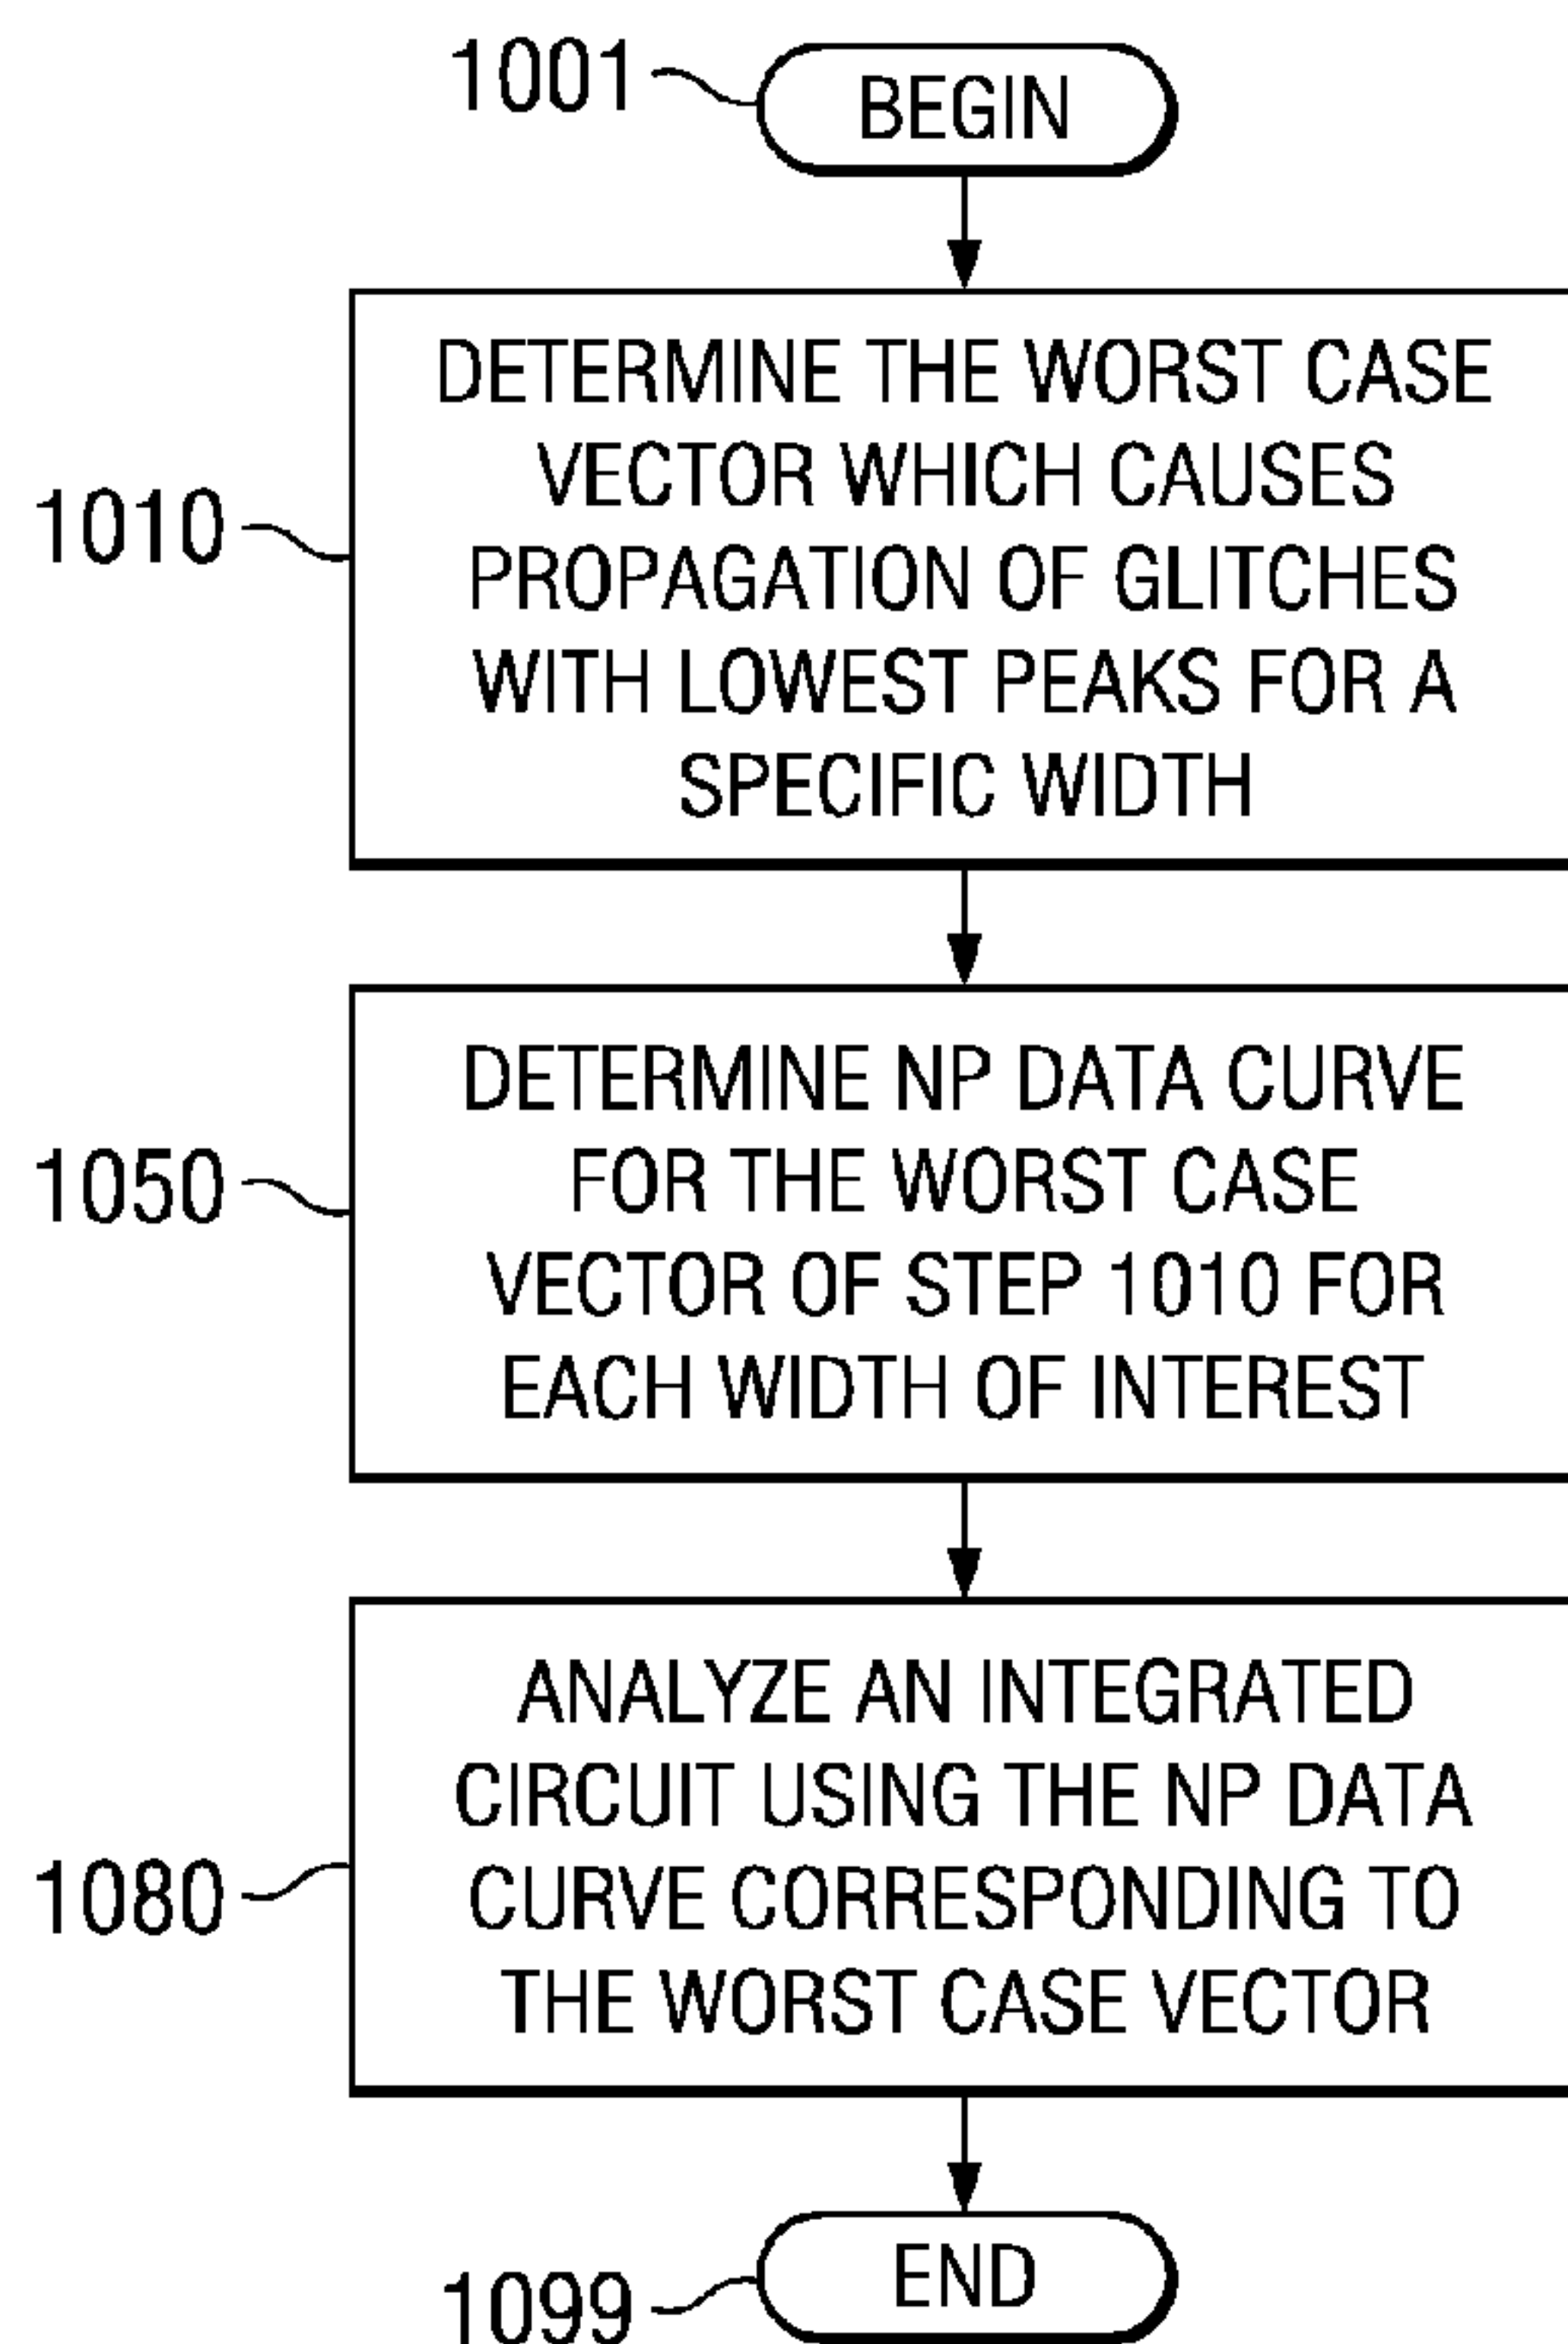 1001
BEGIN
DETERMINE THE WORST CASE
VECTOR WHICH CAUSES
1010
PROPAGATION OF GLITCHES
WITH LOWEST PEAKS FOR A
SPECIFIC WIDTH
DETERMINE NP DATA CURVE
1050
FOR THE WORST CASE
VECTOR OF STEP 1010 FOR
EACH WIDTH OF INTEREST
ANALYZE AN INTEGRATED
CIRCUIT USING THE NP DATA
1080
CURVE CORRESPONDING TO
THE WORST CASE VECTOR
END
1099